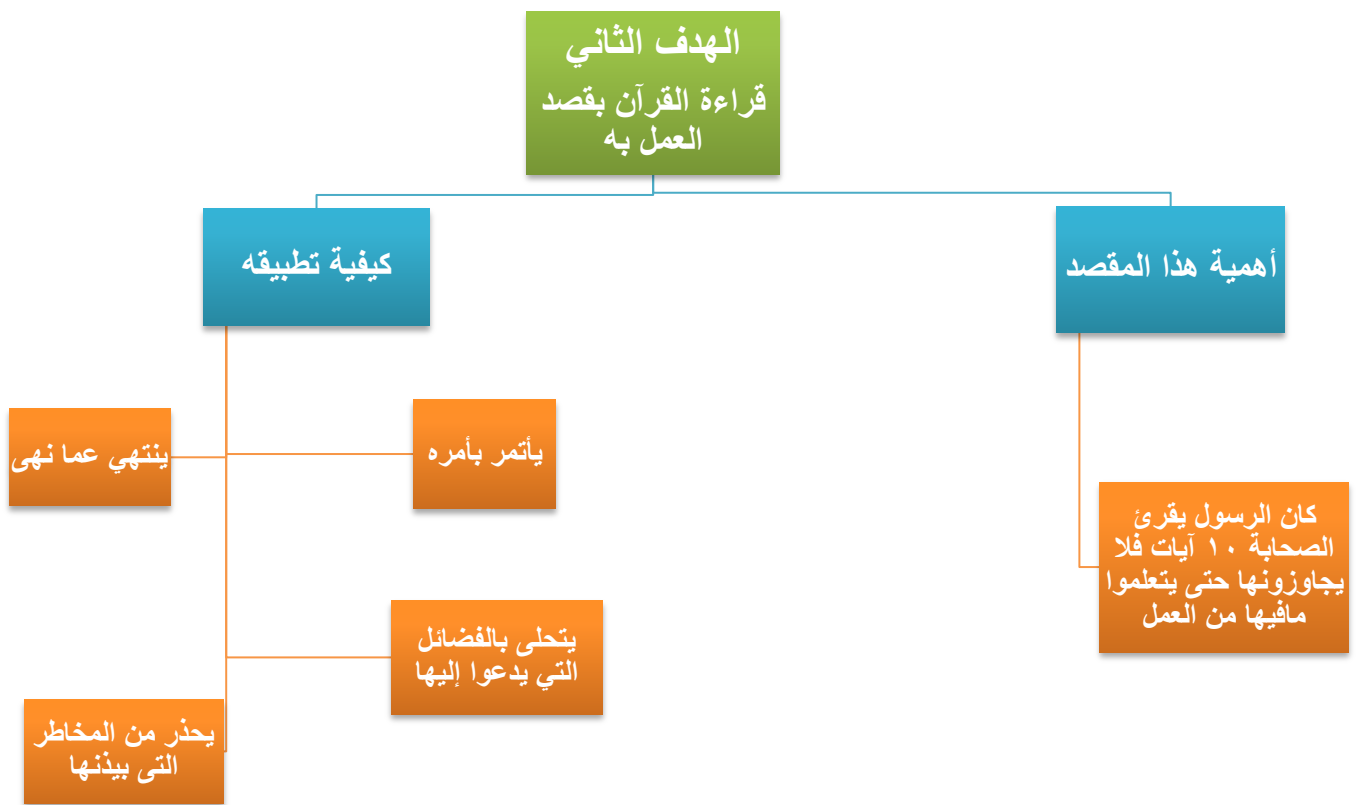 الهدف الثاني
قراءة القرآن بقصد
العمل به
أهمية هذا المقصد
كيفية تطبيقه
يأتمر بأمره
ينتهي عما نهى
كان الرسول يقرئ
الصحابة ١٠ آيات فلا
يجاوزونها حتى يتعلموا
مافيها من العمل
يتحلى بالفضائل
التي يدعوا إليها
يحذر من المخاطر
التى بيذنها